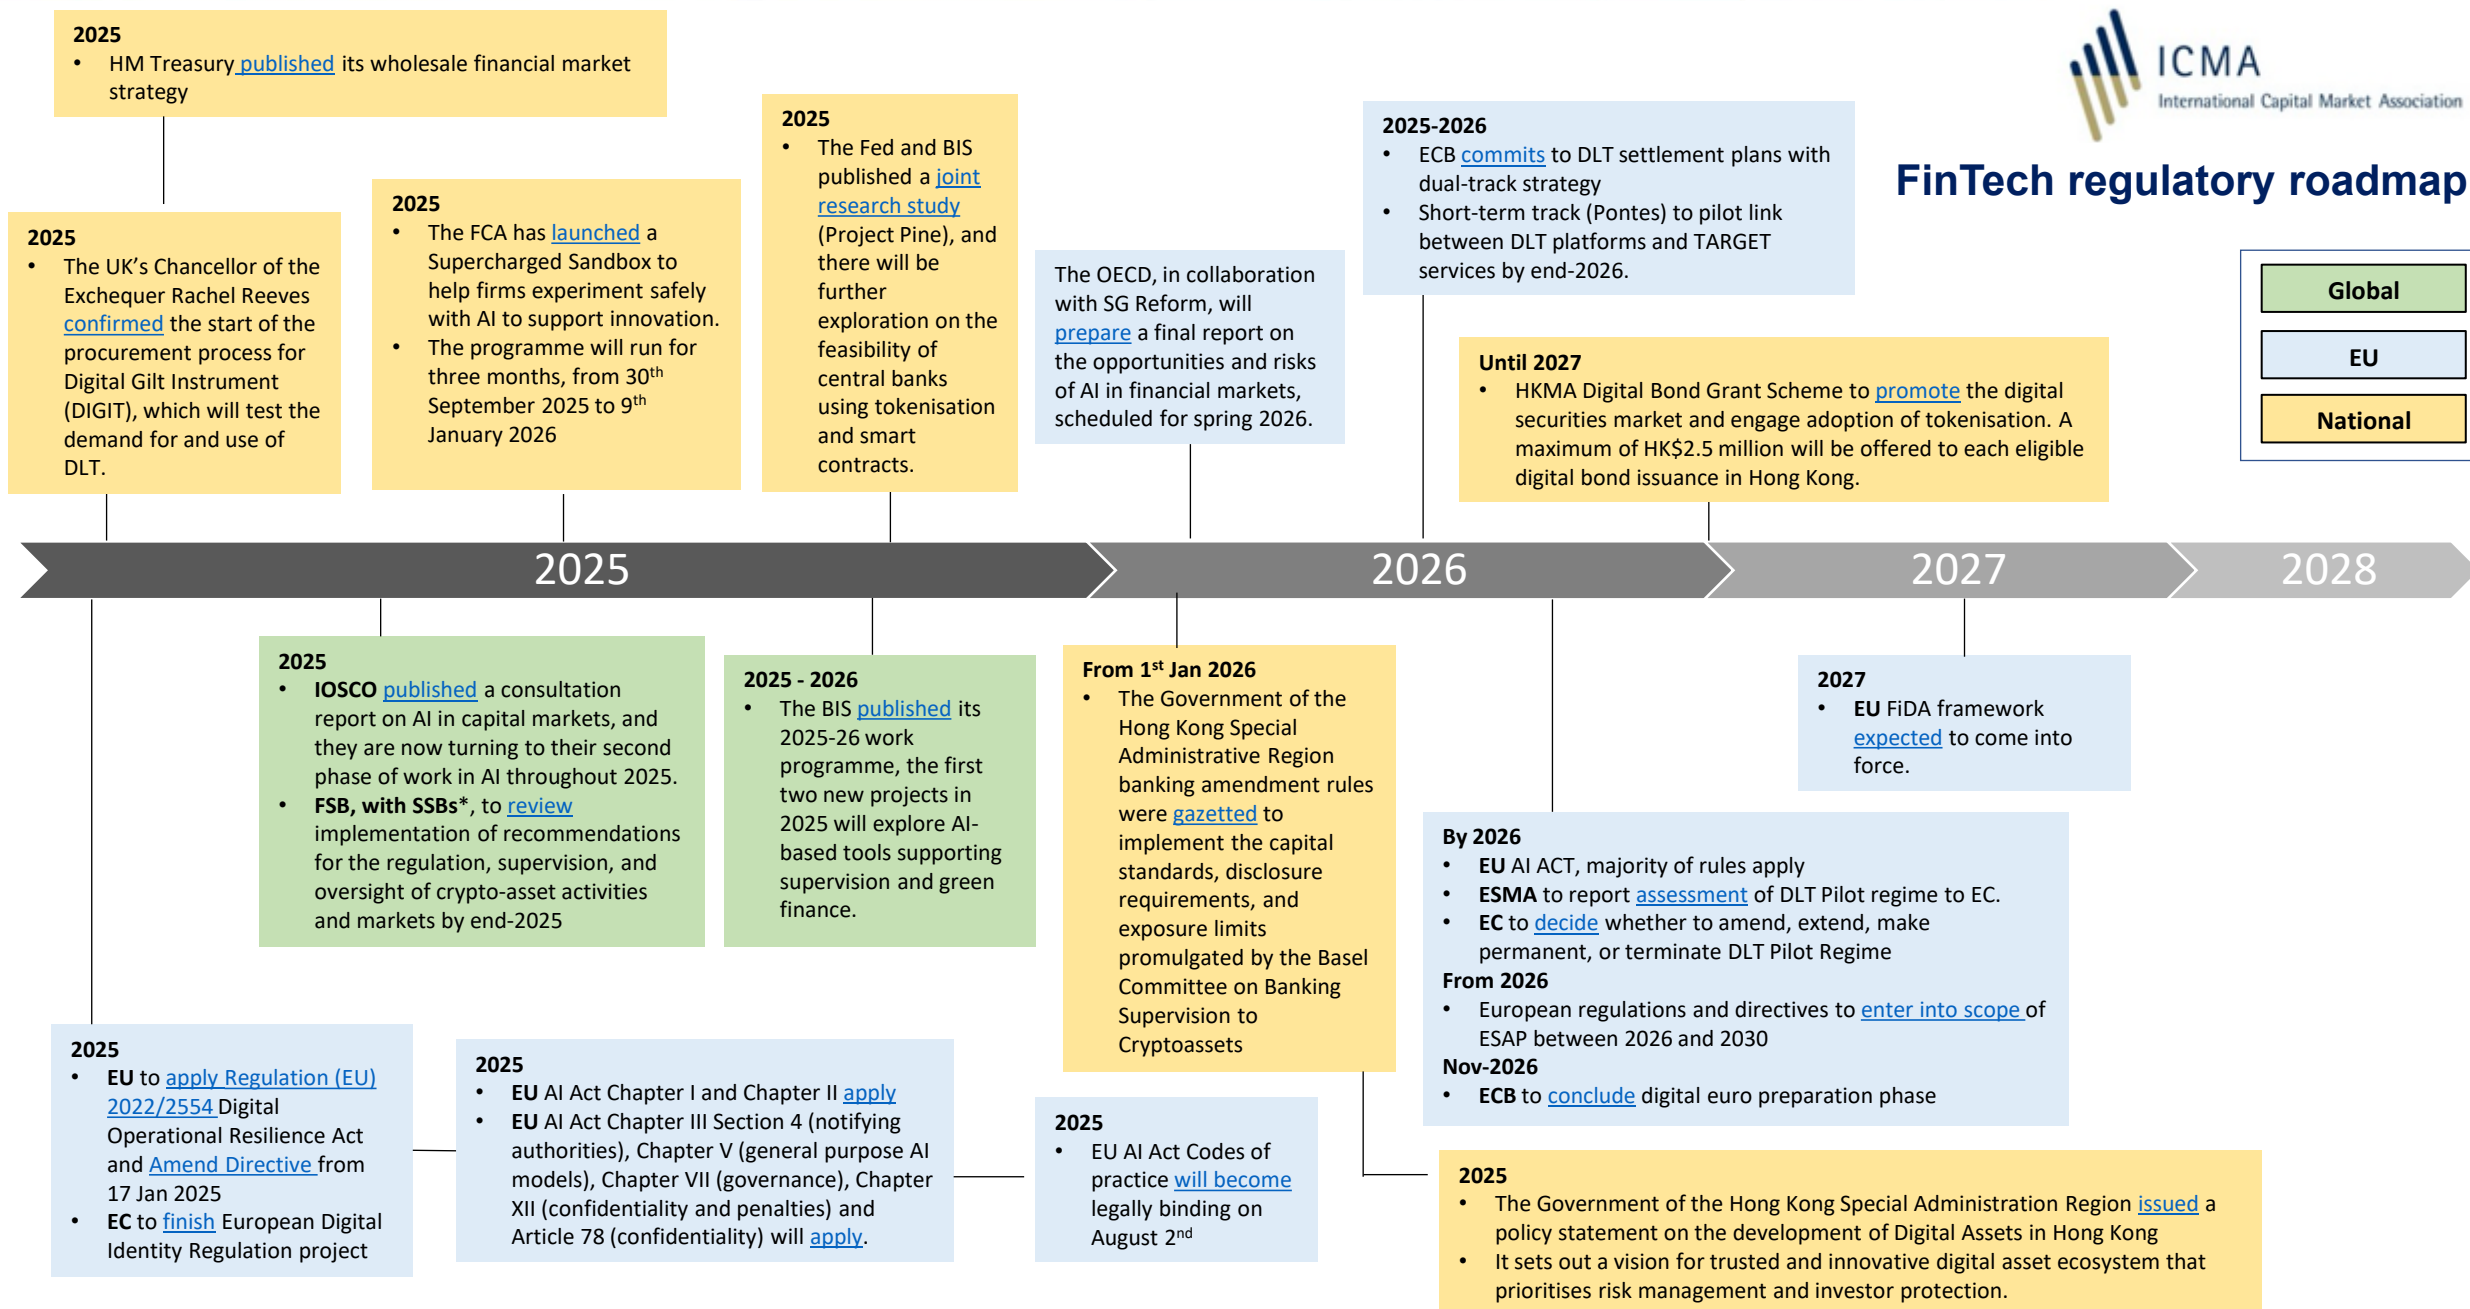 2025
• HM Treasury published its wholesale financial market
strategy
ICMA
International Capital Market Association
FinTech regulatory roadmap
Global
EU
National
2025
• The UK’s Chancellor of the
Exchequer Rachel Reeves
confirmed the start of the
procurement process for
Digital Gilt Instrument
(DIGIT), which will test the
demand for and use of
DLT.
2025
• The FCA has launched a
Supercharged Sandbox to
help firms experiment safely
with AI to support innovation.
• The programme will run for
three months, from 30th
September 2025 to 9th
January 2026
2025
• The Fed and BIS
published a joint
research study
(Project Pine), and
there will be
further
exploration on the
feasibility of
central banks
using tokenisation
and smart
contracts.
The OECD, in collaboration
with SG Reform, will
prepare a final report on
the opportunities and risks
of AI in financial markets,
scheduled for spring 2026.
2025-2026
• ECB commits to DLT settlement plans with
dual-track strategy
• Short-term track (Pontes) to pilot link
between DLT platforms and TARGET
services by end-2026.
Until 2027
• HKMA Digital Bond Grant Scheme to promote the digital
securities market and engage adoption of tokenisation. A
maximum of HK$2.5 million will be offered to each eligible
digital bond issuance in Hong Kong.
2025
2026
2027
2028
2025
• IOSCO published a consultation
report on AI in capital markets, and
they are now turning to their second
phase of work in AI throughout 2025.
• FSB, with SSBs*, to review
implementation of recommendations
for the regulation, supervision, and
oversight of crypto-asset activities
and markets by end-2025
2025 - 2026
• The BIS published its
2025-26 work
programme, the first
two new projects in
2025 will explore AI-
based tools supporting
supervision and green
finance.
From 1st Jan 2026
• The Government of the
Hong Kong Special
Administrative Region
banking amendment rules
were gazetted to
implement the capital
standards, disclosure
requirements, and
exposure limits
promulgated by the Basel
Committee on Banking
Supervision to
Cryptoassets
2027
• EU FiDA framework
expected to come into
force.
By 2026
• EU AI ACT, majority of rules apply
• ESMA to report assessment of DLT Pilot regime to EC.
• EC to decide whether to amend, extend, make
permanent, or terminate DLT Pilot Regime
From 2026
• European regulations and directives to enter into scope of
ESAP between 2026 and 2030
Nov-2026
• ECB to conclude digital euro preparation phase
2025
• EU to apply Regulation (EU)
2022/2554 Digital
Operational Resilience Act
and Amend Directive from
17 Jan 2025
• EC to finish European Digital
Identity Regulation project
2025
• EU AI Act Chapter I and Chapter II apply
• EU AI Act Chapter III Section 4 (notifying
authorities), Chapter V (general purpose AI
models), Chapter VII (governance), Chapter
XII (confidentiality and penalties) and
Article 78 (confidentiality) will apply.
2025
• EU AI Act Codes of
practice will become
legally binding on
August 2nd
2025
• The Government of the Hong Kong Special Administration Region issued a
policy statement on the development of Digital Assets in Hong Kong
• It sets out a vision for trusted and innovative digital asset ecosystem that
prioritises risk management and investor protection.